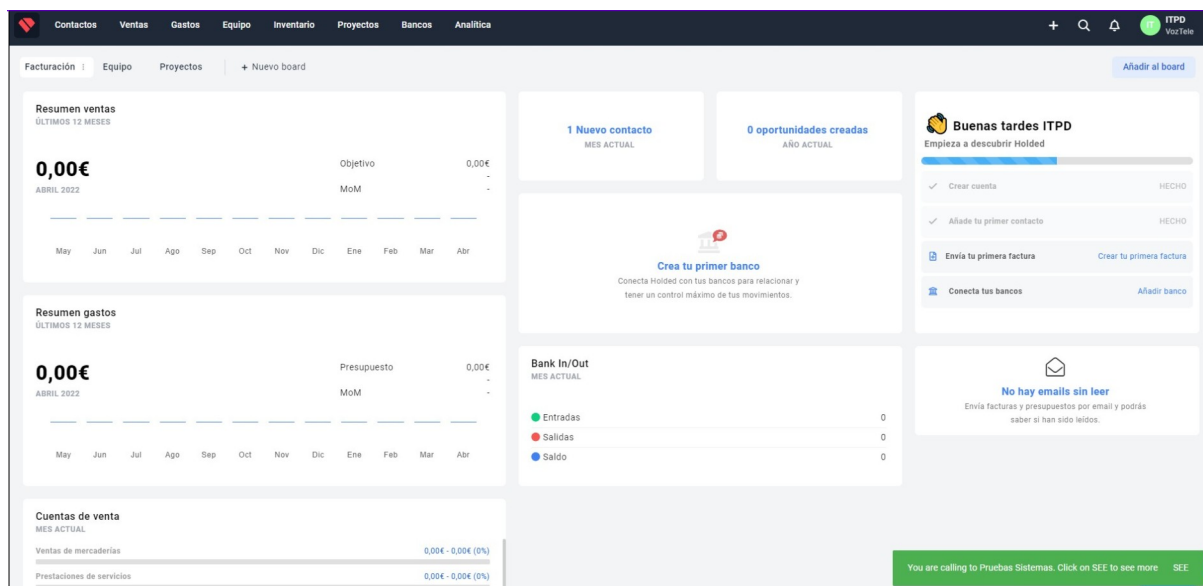 Contactos Ventas Gastos Equipo Inventario Proyectos Bancos Analítica
IT
ITPD
VozTele
Facturación Equipo Proyectos + Nuevo board
Añadir al board
Resumen ventas
ÚLTIMOS 12 MESES
0,00€
ABRIL 2022
Objetivo 0,00€
-
MoM -
May Jun Jul Ago Sep Oct Nov Dic Ene Feb Mar Abr
Resumen gastos
ÚLTIMOS 12 MESES
0,00€
ABRIL 2022
Presupuesto 0,00€
-
MoM -
May Jun Jul Ago Sep Oct Nov Dic Ene Feb Mar Abr
Cuentas de venta
MES ACTUAL
Ventas de mercaderías 0,00€ - 0,00€ (0%)
Prestaciones de servicios 0,00€ - 0,00€ (0%)
1 Nuevo contacto
MES ACTUAL
0 oportunidades creadas
AÑO ACTUAL
Crea tu primer banco
Conecta Holded con tus bancos para relacionar y
tener un control máximo de tus movimientos.
Bank In/Out
MES ACTUAL
Entradas 0
Salidas 0
Saldo 0
Buenas tardes ITPD
Empieza a descubrir Holded
Crear cuenta HECHO
Añade tu primer contacto HECHO
Envía tu primera factura Crear tu primera factura
Conecta tus bancos Añadir banco
No hay emails sin leer
Envía facturas y presupuestos por email y podrás
saber si han sido leídos.
You are calling to Pruebas Sistemas. Click on SEE to see more SEE